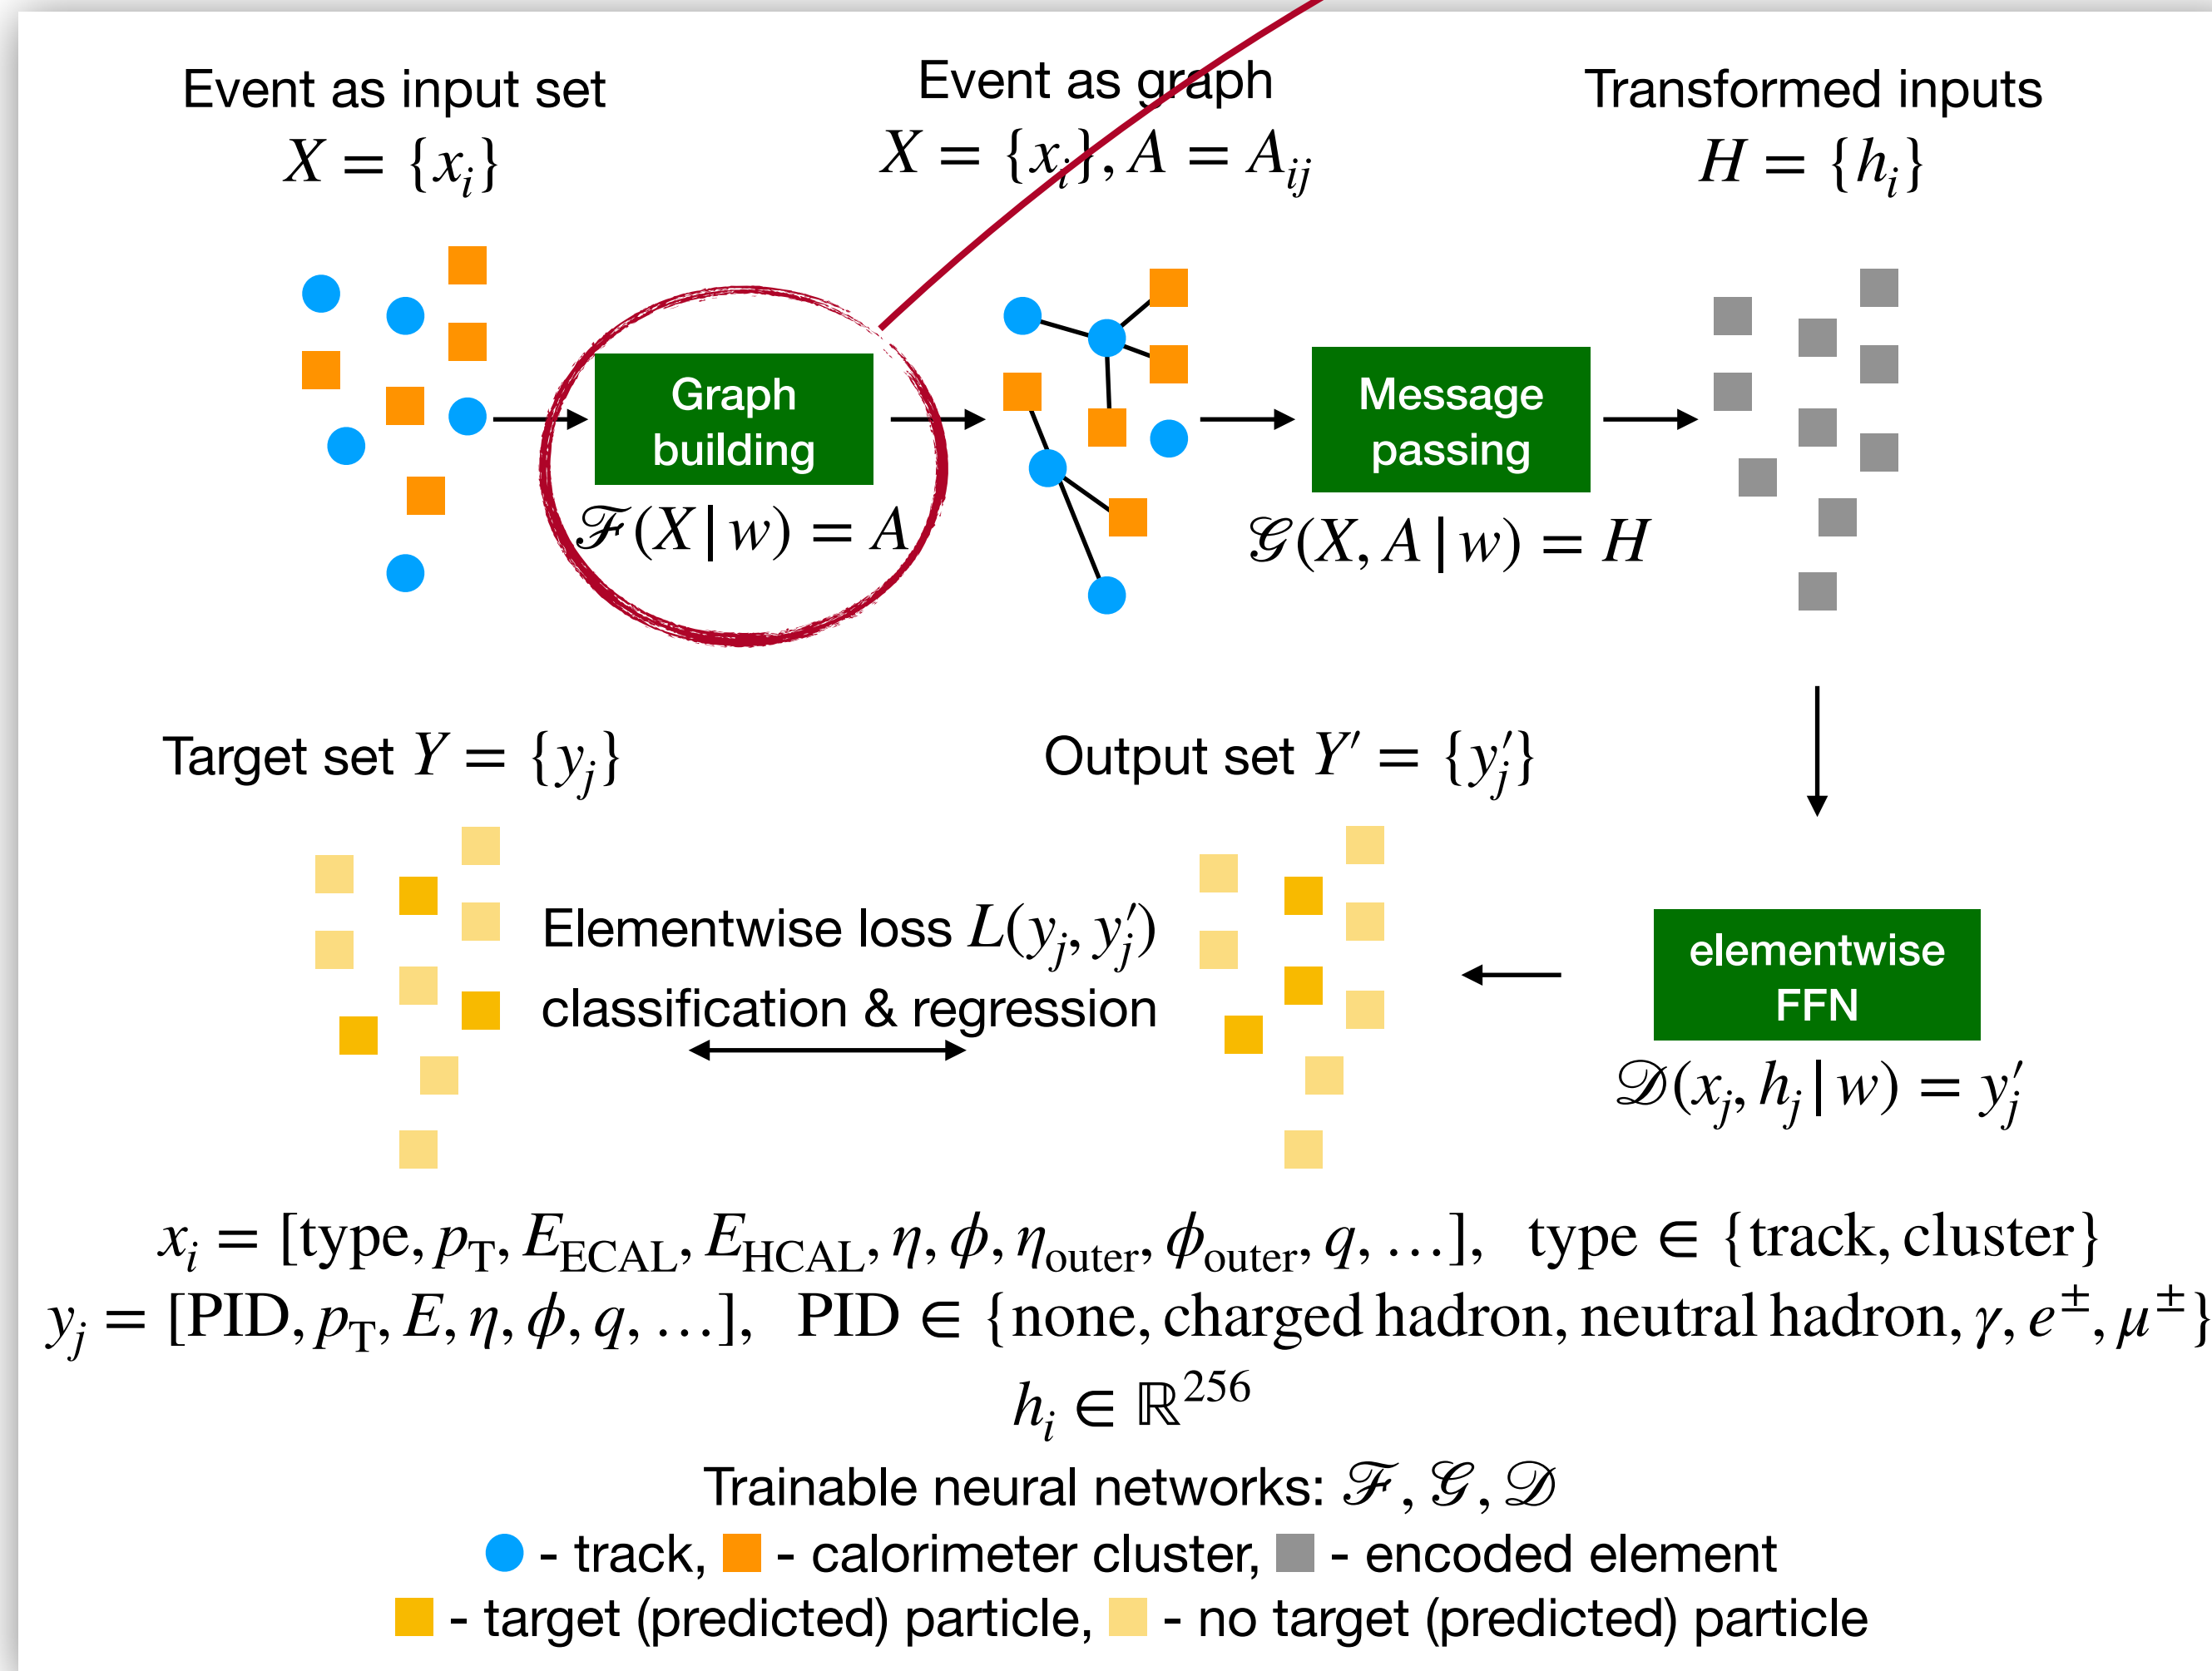 Event as input set
X = {x_i}
Event as graph
X = {x_i}, A = A_{ij}
Transformed inputs
H = {h_i}
Graph
building
ℱ(X | w) = A
Message
passing
𝒢(X, A | w) = H
Target set Y = {y_j}
Output set Y′ = {y′_j}
Elementwise loss L(y_j, y′_j)
classification & regression
elementwise
FFN
𝒟(x_j, h_j | w) = y′_j
x_i = [type, p_T, E_ECAL, E_HCAL, η, ϕ, η_outer, ϕ_outer, q, …], type ∈ {track, cluster}
y_j = [PID, p_T, E, η, ϕ, q, …], PID ∈ {none, charged hadron, neutral hadron, γ, e^±, μ^±}
h_i ∈ ℝ^256
Trainable neural networks: ℱ, 𝒢, 𝒟
- track, - calorimeter cluster, - encoded element
- target (predicted) particle, - no target (predicted) particle